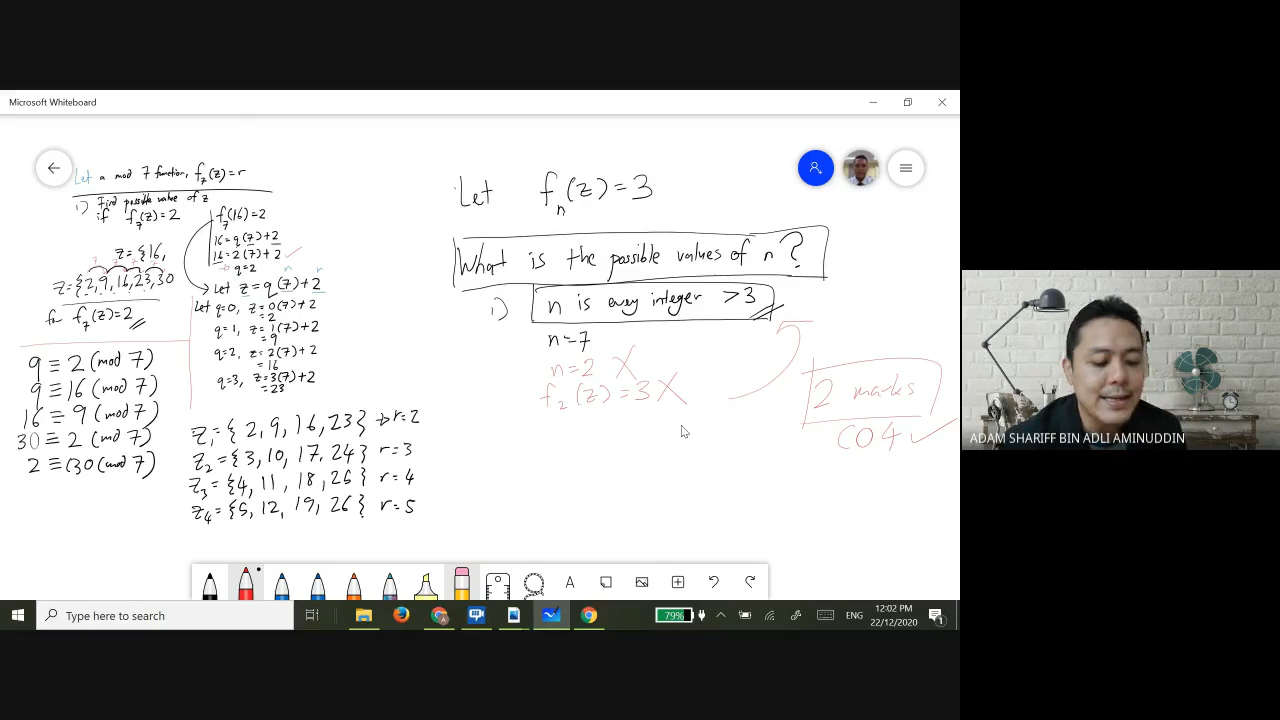 Microsoft Whiteboard
Let a mod 7 function, f7(z)=r
i) Find possible value of z
if f7(z)=2
z={16,
7 7 7 7
z={2,9,16,23,30
for f7(z)=2
9≡2 (mod 7)
9≡16 (mod 7)
16≡9 (mod 7)
30≡2 (mod 7)
2≡30 (mod 7)
f7(16)=2
16=q(7)+2
16=2(7)+2 ✓
→ q=2
n r
→ Let z=q(7)+2
Let q=0, z=0(7)+2
=2
q=1, z=1(7)+2
=9
q=2, z=2(7)+2
=16
q=3, z=3(7)+2
=23
z1={2,9,16,23} → r=2
z2={3,10,17,24} r=3
z3={4,11,18,26} r=4
z4={5,12,19,26} r=5
Let fn(z)=3
What is the possible values of n?
i) n is every integer >3
n=7
n=2 X
f2(z)=3 X
2 marks
CO4 ✓
A
ADAM SHARIFF BIN ADLI AMINUDDIN
Type here to search
79%
ENG
12:02 PM
22/12/2020
1